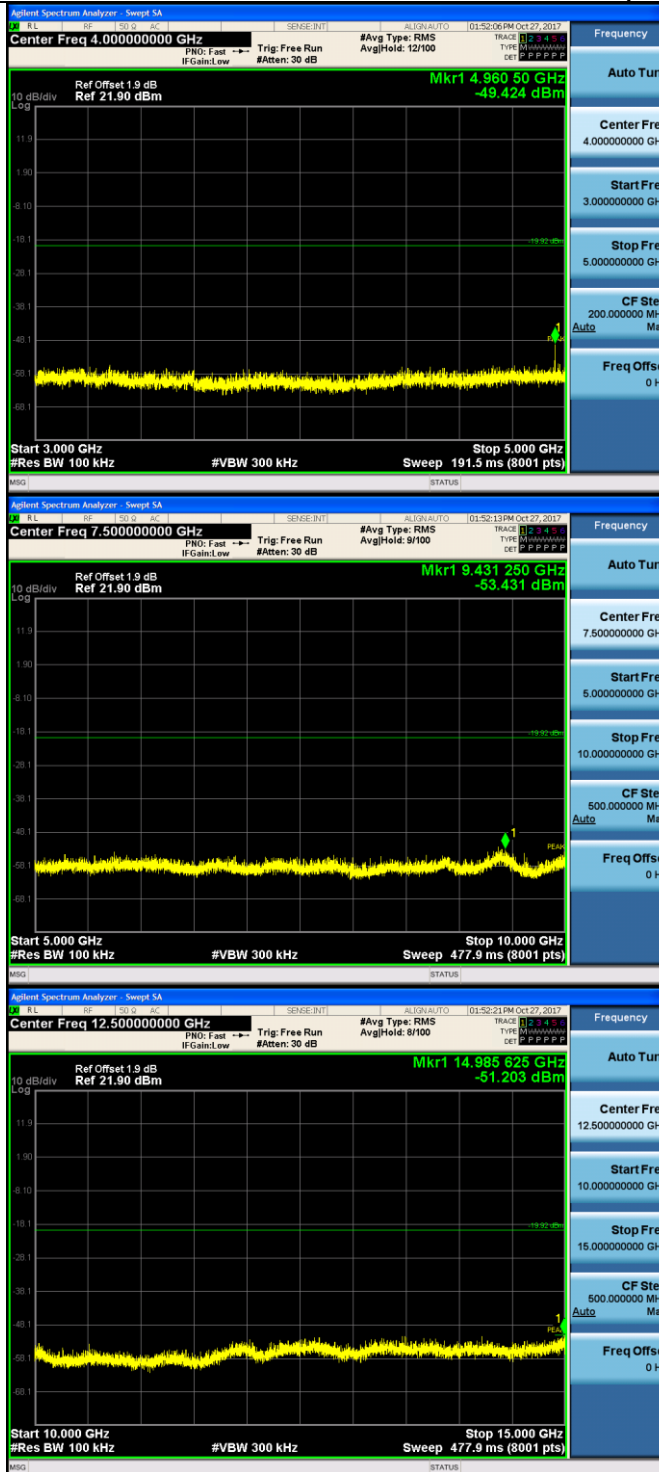 Agilent Spectrum Analyzer - Swept SA
RL RF 50 Ω AC SENSE:INT ALIGNAUTO 01:52:06 PM Oct 27, 2017
Center Freq 4.000000000 GHz
PNO: Fast Trig: Free Run #Avg Type: RMS TRACE 1 2 3 4 5 6
IFGain:Low #Atten: 30 dB Avg|Hold: 12/100 TYPE M
DET P P P P P P
Frequency
Auto Tun
Mkr1 4.960 50 GHz
-49.424 dBm
Ref Offset 1.9 dB
10 dB/div Ref 21.90 dBm
Log
11.9
1.90
-8.10
-18.1
-19.92 dBm
-28.1
-38.1
-48.1
1
-58.1
-68.1
Center Fre
4.000000000 GH
Start Fre
3.000000000 GH
Stop Fre
5.000000000 GH
CF Ste
200.000000 MH
Auto Ma
Freq Offse
0 H
Start 3.000 GHz Stop 5.000 GHz
#Res BW 100 kHz #VBW 300 kHz Sweep 191.5 ms (8001 pts)
MSG STATUS
Agilent Spectrum Analyzer - Swept SA
RL RF 50 Ω AC SENSE:INT ALIGNAUTO 01:52:13 PM Oct 27, 2017
Center Freq 7.500000000 GHz
PNO: Fast Trig: Free Run #Avg Type: RMS TRACE 1 2 3 4 5 6
IFGain:Low #Atten: 30 dB Avg|Hold: 9/100 TYPE M
DET P P P P P P
Frequency
Auto Tun
Mkr1 9.431 250 GHz
-53.431 dBm
Ref Offset 1.9 dB
10 dB/div Ref 21.90 dBm
Log
11.9
1.90
-8.10
-18.1
-19.92 dBm
-28.1
-38.1
-48.1
1
PEAK
-58.1
-68.1
Center Fre
7.500000000 GH
Start Fre
5.000000000 GH
Stop Fre
10.000000000 GH
CF Ste
500.000000 MH
Auto Ma
Freq Offse
0 H
Start 5.000 GHz Stop 10.000 GHz
#Res BW 100 kHz #VBW 300 kHz Sweep 477.9 ms (8001 pts)
MSG STATUS
Agilent Spectrum Analyzer - Swept SA
RL RF 50 Ω AC SENSE:INT ALIGNAUTO 01:52:21 PM Oct 27, 2017
Center Freq 12.500000000 GHz
PNO: Fast Trig: Free Run #Avg Type: RMS TRACE 1 2 3 4 5 6
IFGain:Low #Atten: 30 dB Avg|Hold: 8/100 TYPE M
DET P P P P P P
Frequency
Auto Tun
Mkr1 14.985 625 GHz
-51.203 dBm
Ref Offset 1.9 dB
10 dB/div Ref 21.90 dBm
Log
11.9
1.90
-8.10
-18.1
-19.92 dBm
-28.1
-38.1
-48.1
1
-58.1
-68.1
Center Fre
12.500000000 GH
Start Fre
10.000000000 GH
Stop Fre
15.000000000 GH
CF Ste
500.000000 MH
Auto Ma
Freq Offse
0 H
Start 10.000 GHz Stop 15.000 GHz
#Res BW 100 kHz #VBW 300 kHz Sweep 477.9 ms (8001 pts)
MSG STATUS